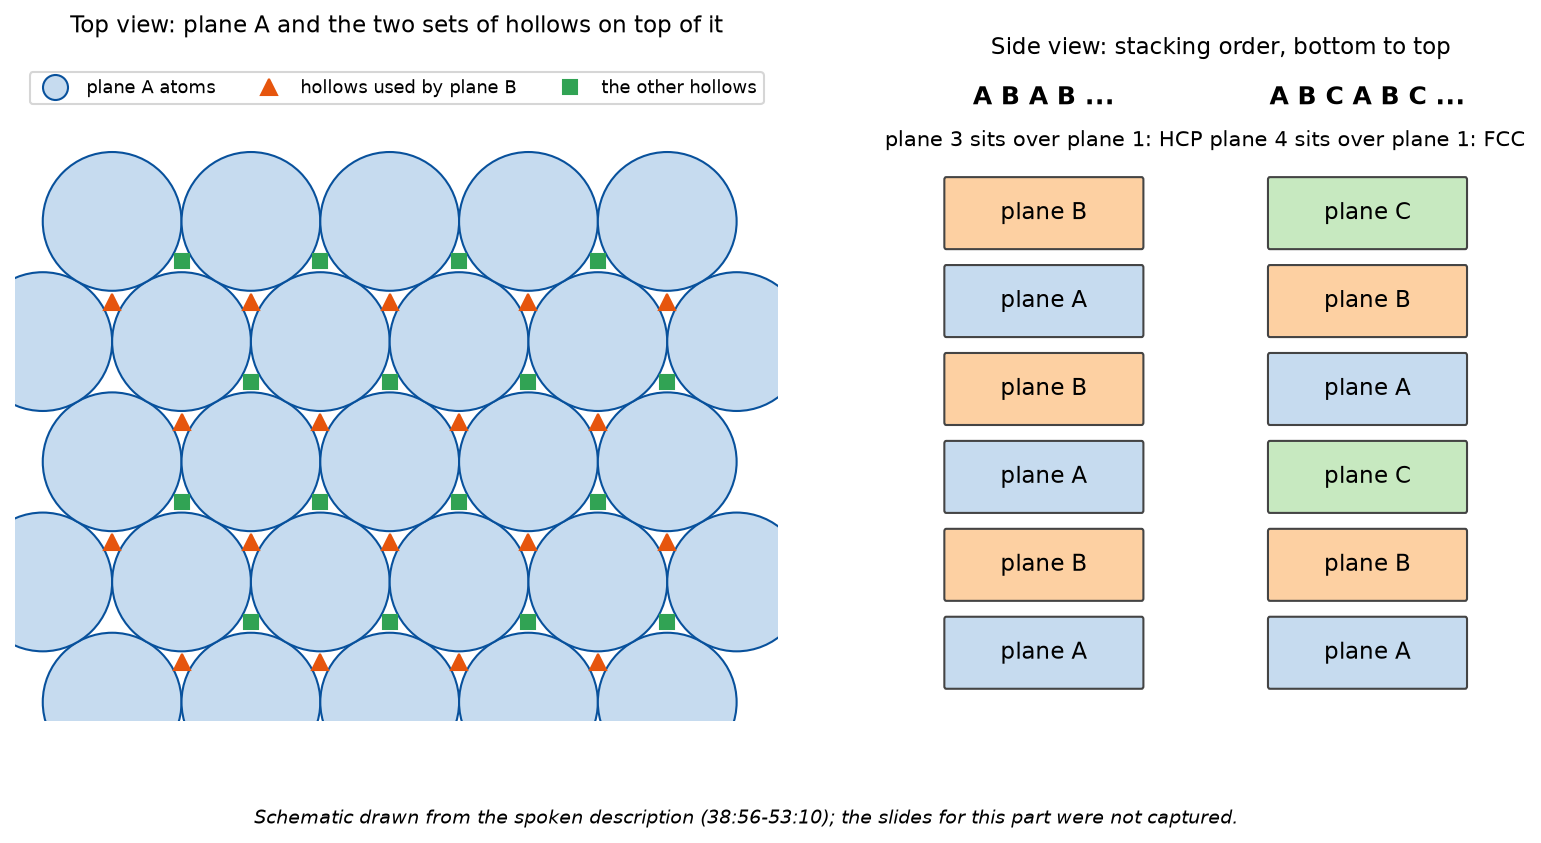 Top view: plane A and the two sets of hollows on top of it
plane A atoms
hollows used by plane B
the other hollows
Side view: stacking order, bottom to top
A B A B ...
A B C A B C ...
plane 3 sits over plane 1: HCP
plane 4 sits over plane 1: FCC
plane B
plane C
plane A
plane B
plane B
plane A
plane A
plane C
plane B
plane B
plane A
plane A
Schematic drawn from the spoken description (38:56-53:10); the slides for this part were not captured.